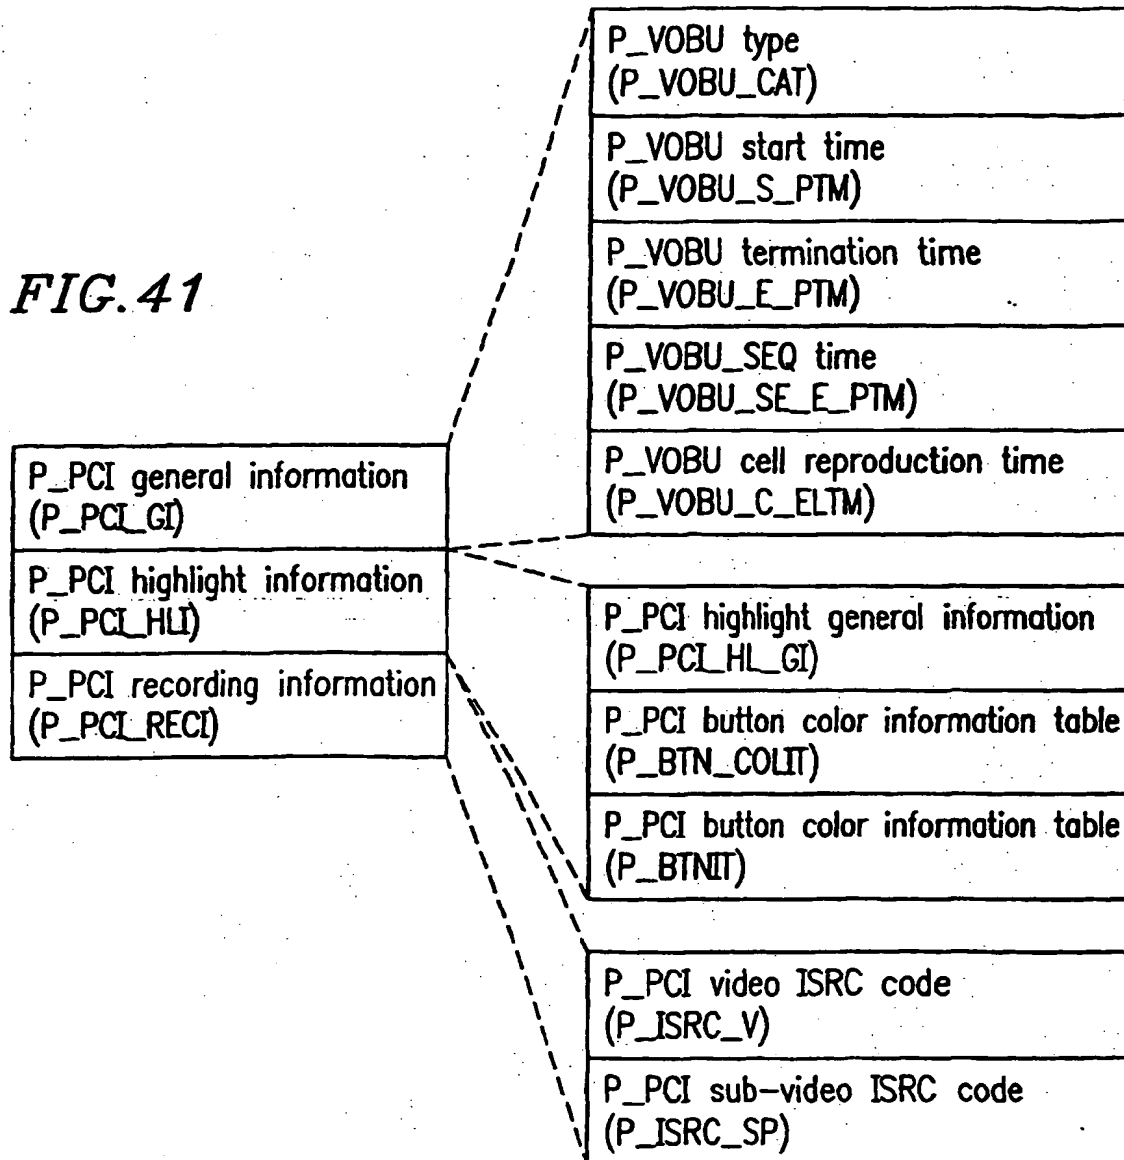 FIG.41
P_PCI general information
(P_PCI_GI)
P_PCI highlight information
(P_PCI_HLI)
P_PCI recording information
(P_PCI_RECI)
P_VOBU type
(P_VOBU_CAT)
P_VOBU start time
(P_VOBU_S_PTM)
P_VOBU termination time
(P_VOBU_E_PTM)
P_VOBU_SEQ time
(P_VOBU_SE_E_PTM)
P_VOBU cell reproduction time
(P_VOBU_C_ELTM)
P_PCI highlight general information
(P_PCI_HL_GI)
P_PCI button color information table
(P_BTN_COLIT)
P_PCI button color information table
(P_BTNIT)
P_PCI video ISRC code
(P_ISRC_V)
P_PCI sub-video ISRC code
(P_ISRC_SP)